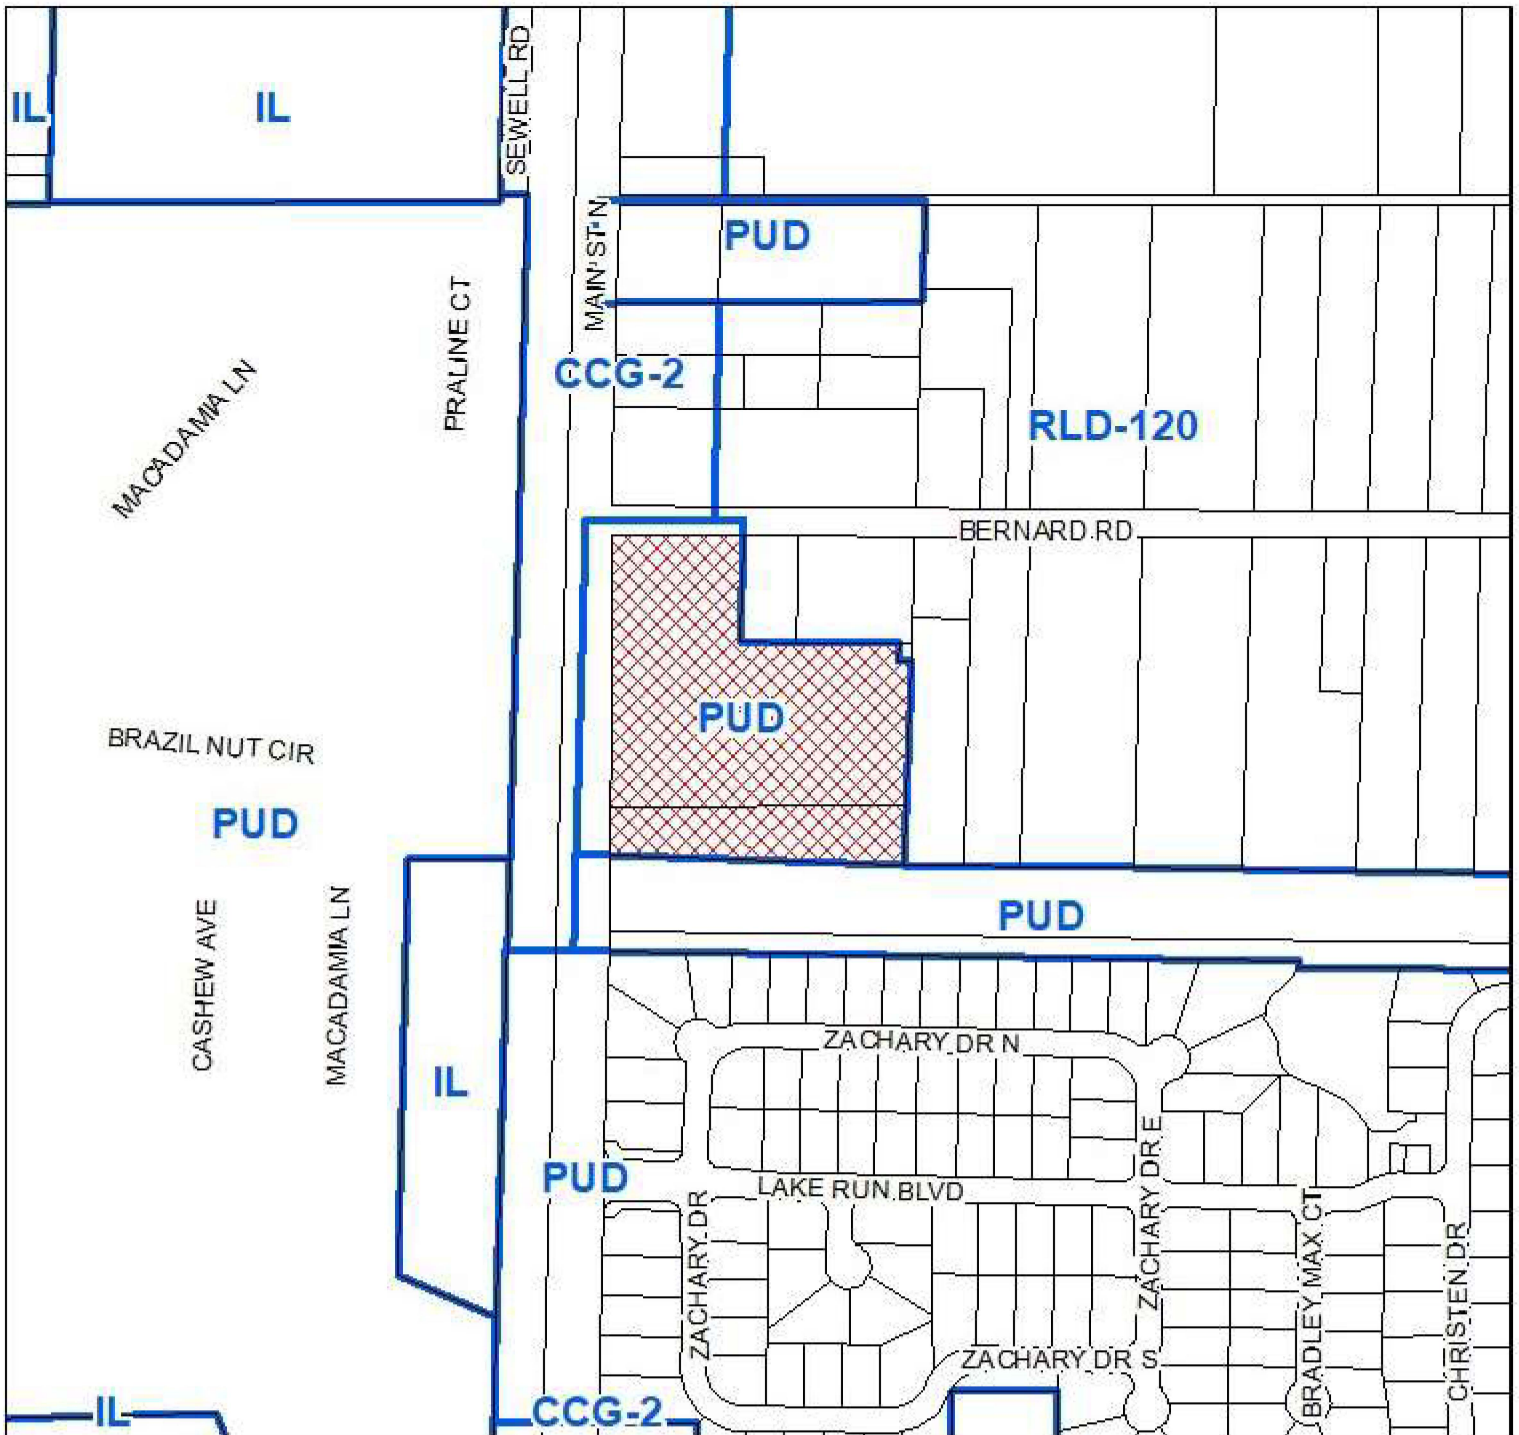 IL
IL
SEWELL RD
MAIN ST N
PUD
PRALINE CT
MACADAMIA LN
CCG-2
RLD-120
BERNARD RD
PUD
BRAZIL NUT CIR
PUD
CASHEW AVE
MACADAMIA LN
PUD
ZACHARY DR N
IL
ZACHARY DR E
PUD
LAKE RUN BLVD
ZACHARY DR
BRADLEY MAX CT
CHRISTEN DR
ZACHARY DR S
IL
CCG-2